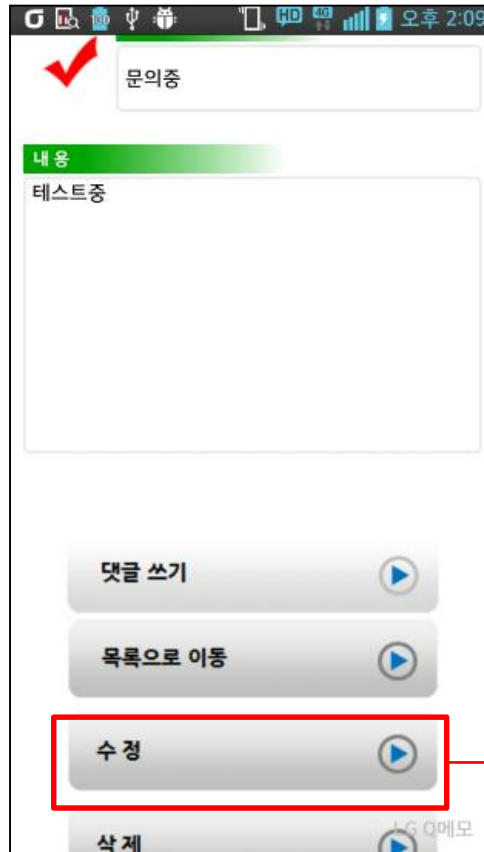 오후 2:09
문의중
내 용
테스트중
댓글 쓰기
목록으로 이동
수 정
삭 제
LG Q메모